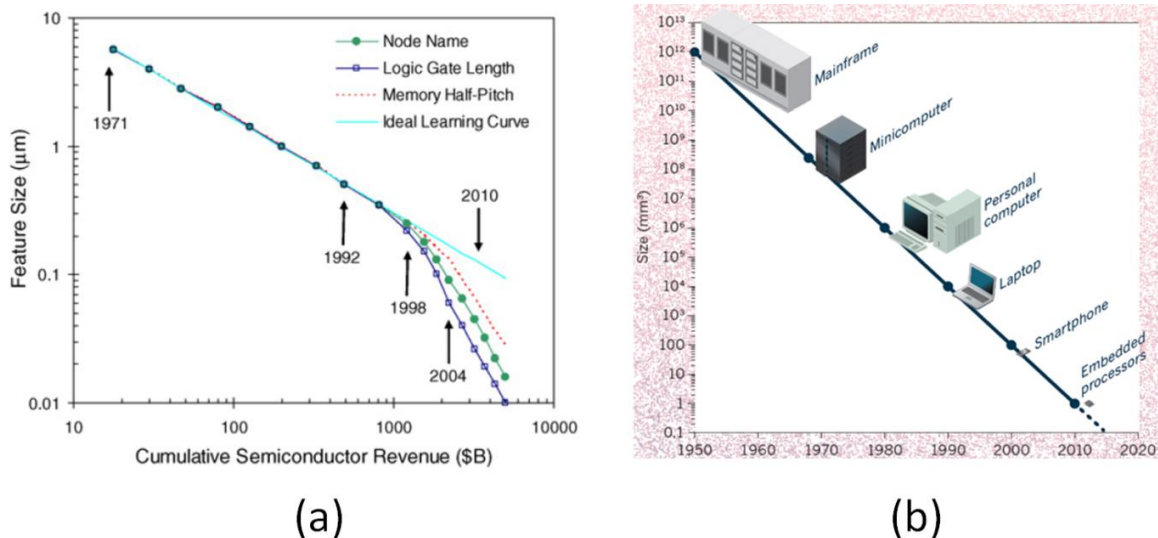 10
1
0.1
0.01
Feature Size (μm)
Node Name
Logic Gate Length
Memory Half-Pitch
Ideal Learning Curve
1971
1992
1998
2004
2010
10
100
1000
10000
Cumulative Semiconductor Revenue ($B)
(a)
10¹³
10¹²
10¹¹
10¹⁰
10⁹
10⁸
10⁷
10⁶
10⁵
10⁴
10³
100
10
1
0.1
Size (mm³)
Mainframe
Minicomputer
Personal
computer
Laptop
Smartphone
Embedded
processors
1950
1960
1970
1980
1990
2000
2010
2020
(b)